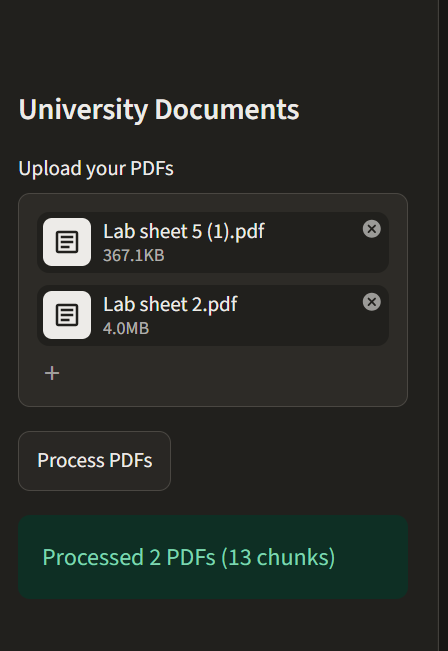 University Documents
Upload your PDFs
Lab sheet 5 (1).pdf
367.1KB
Lab sheet 2.pdf
4.0MB
+
Process PDFs
Processed 2 PDFs (13 chunks)